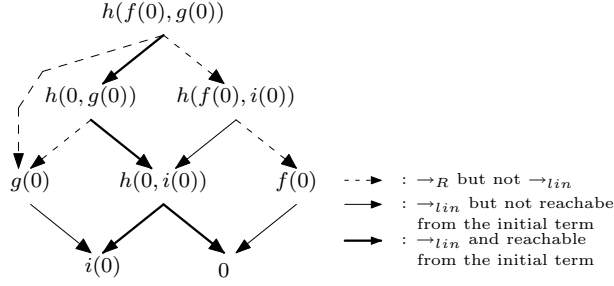 h(f(0), g(0))
h(0, g(0)) h(f(0), i(0))
g(0) h(0, i(0)) f(0)
i(0) 0
: →R but not →lin
: →lin but not reachabe
from the initial term
: →lin and reachable
from the initial term